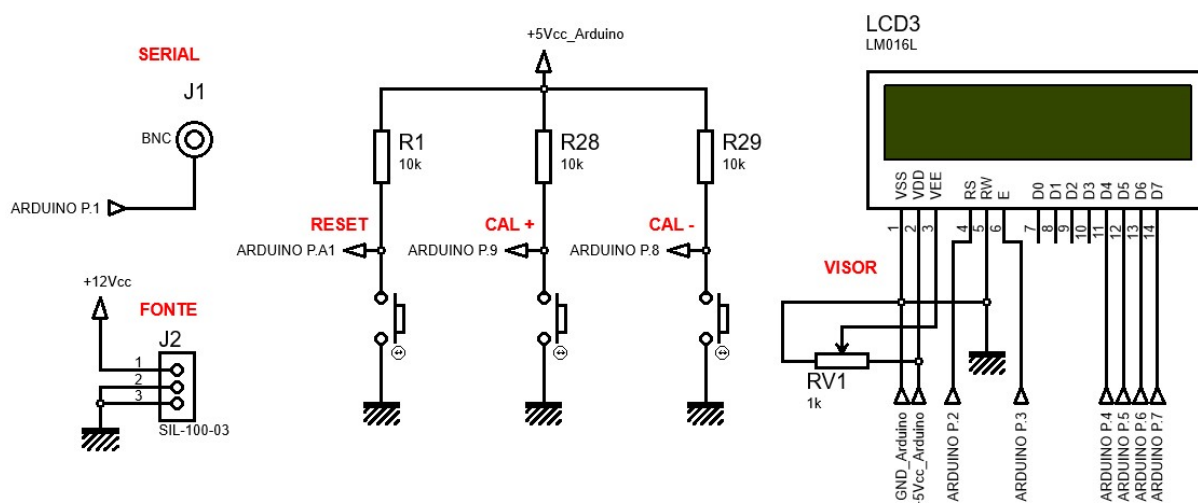 SERIAL
J1
BNC
ARDUINO P.1
+12Vcc
FONTE
J2
1
2
3
SIL-100-03
+5Vcc_Arduino
R1
10k
R28
10k
R29
10k
RESET
CAL +
CAL -
ARDUINO P.A1
ARDUINO P.9
ARDUINO P.8
LCD3
LM016L
VSS
VDD
VEE
RS
RW
E
D0
D1
D2
D3
D4
D5
D6
D7
1
2
3
4
5
6
7
8
9
10
11
12
13
14
VISOR
RV1
1k
GND_Arduino
+5Vcc_Arduino
ARDUINO P.2
ARDUINO P.3
ARDUINO P.4
ARDUINO P.5
ARDUINO P.6
ARDUINO P.7